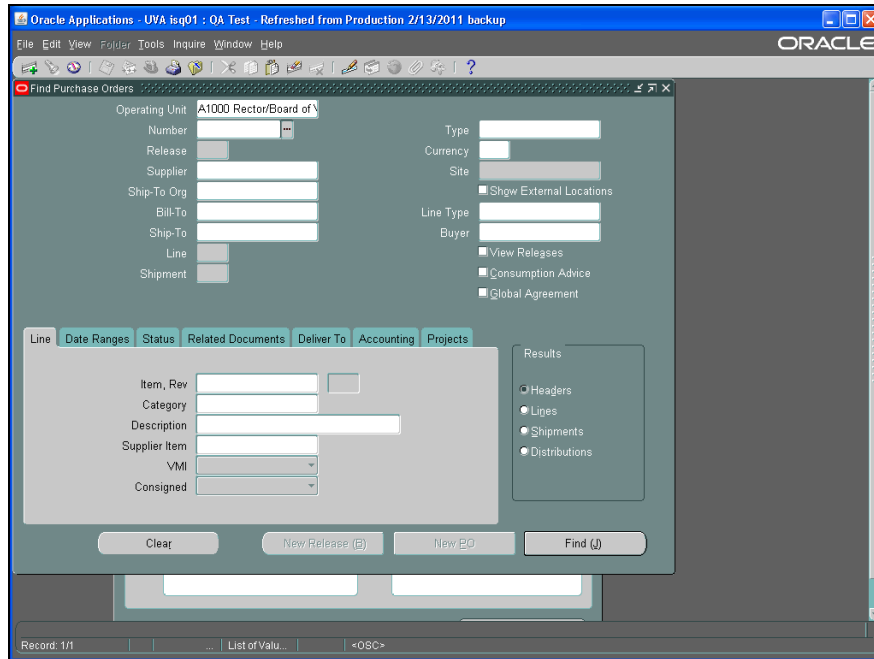 Oracle Applications - UVA isq01 : QA Test - Refreshed from Production 2/13/2011 backup
File Edit View Folder Tools Inquire Window Help
ORACLE
Find Purchase Orders
Operating Unit A1000 Rector/Board of V
Number ... Type
Release Currency
Supplier Site
Ship-To Org Show External Locations
Bill-To Line Type
Ship-To Buyer
Line View Releases
Shipment Consumption Advice
Global Agreement
Line Date Ranges Status Related Documents Deliver To Accounting Projects
Results
Item, Rev
Headers
Category
Lines
Description
Shipments
Supplier Item
Distributions
VMI
Consigned
Clear New Release (B) New PO Find (J)
Record: 1/1 ... List of Valu... <OSC>